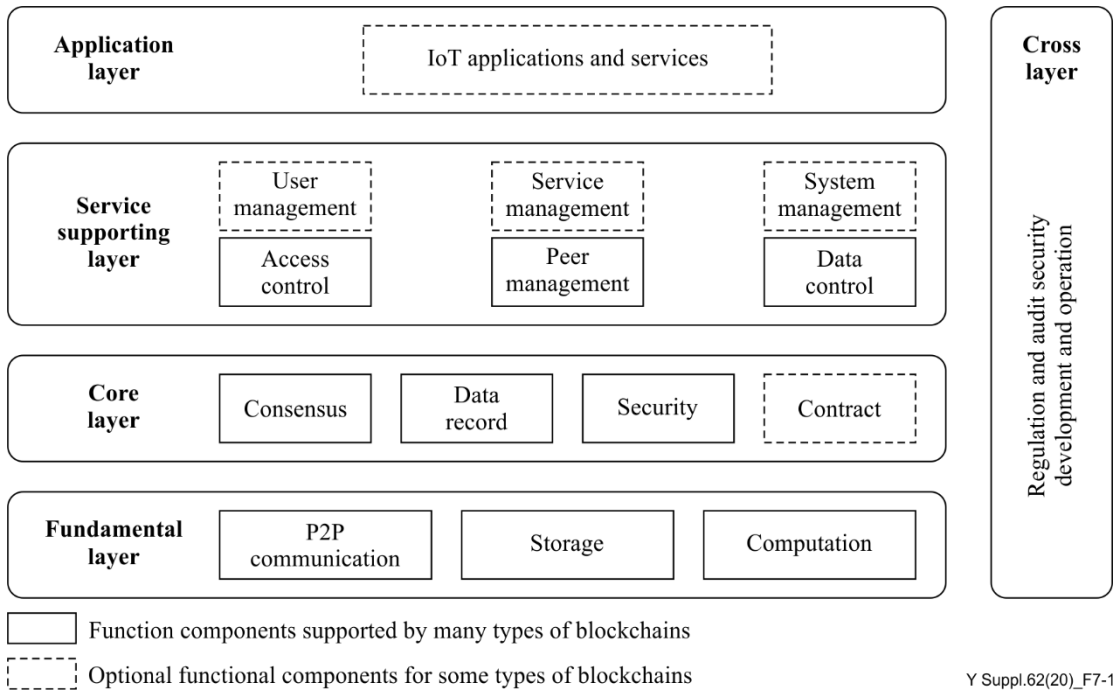 Application
layer
IoT applications and services
Cross
layer
Service
supporting
layer
User
management
Service
management
System
management
Access
control
Peer
management
Data
control
Regulation and audit security
development and operation
Core
layer
Consensus
Data
record
Security
Contract
Fundamental
layer
P2P
communication
Storage
Computation
Function components supported by many types of blockchains
Optional functional components for some types of blockchains
Y Suppl.62(20)_F7-1